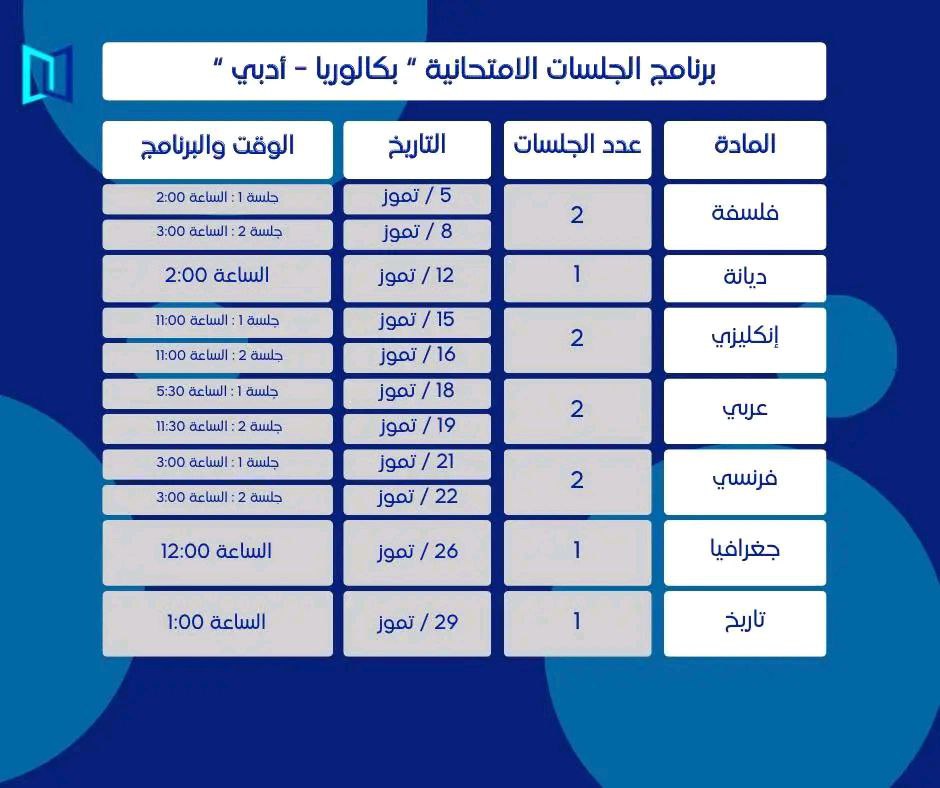 برنامج الجلسات الامتحانية “ بكالوريا - أدبي “
المادة عدد الجلسات التاريخ الوقت والبرنامج
فلسفة 2 5 / تموز جلسة 1 : الساعة 2:00
8 / تموز جلسة 2 : الساعة 3:00
ديانة 1 12 / تموز الساعة 2:00
إنكليزي 2 15 / تموز جلسة 1 : الساعة 11:00
16 / تموز جلسة 2 : الساعة 11:00
عربي 2 18 / تموز جلسة 1 : الساعة 5:30
19 / تموز جلسة 2 : الساعة 11:30
فرنسي 2 21 / تموز جلسة 1 : الساعة 3:00
22 / تموز جلسة 2 : الساعة 3:00
جغرافيا 1 26 / تموز الساعة 12:00
تاريخ 1 29 / تموز الساعة 1:00